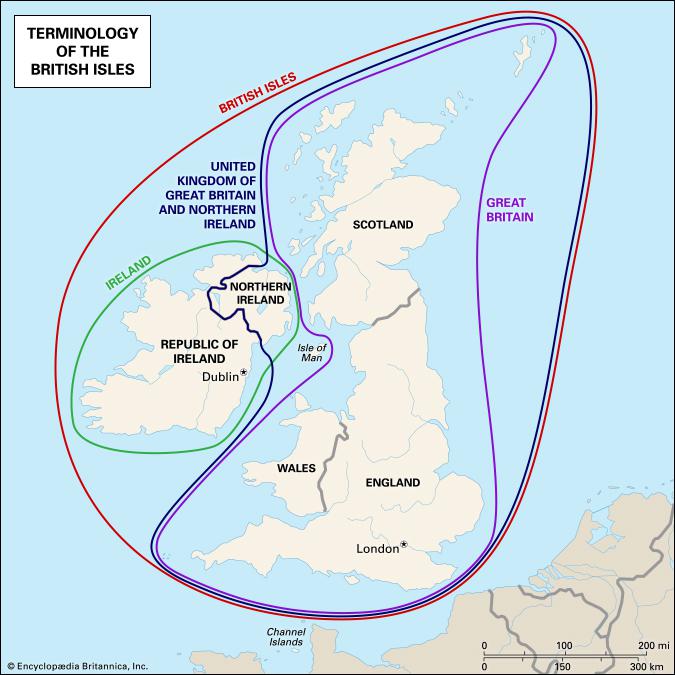 TERMINOLOGY
OF THE
BRITISH ISLES
BRITISH ISLES
UNITED
KINGDOM OF
GREAT BRITAIN
AND NORTHERN
IRELAND
GREAT
BRITAIN
SCOTLAND
IRELAND
NORTHERN
IRELAND
REPUBLIC OF
IRELAND
Dublin
Isle of
Man
WALES
ENGLAND
London
Channel
Islands
0 100 200 mi
0 150 300 km
© Encyclopædia Britannica, Inc.